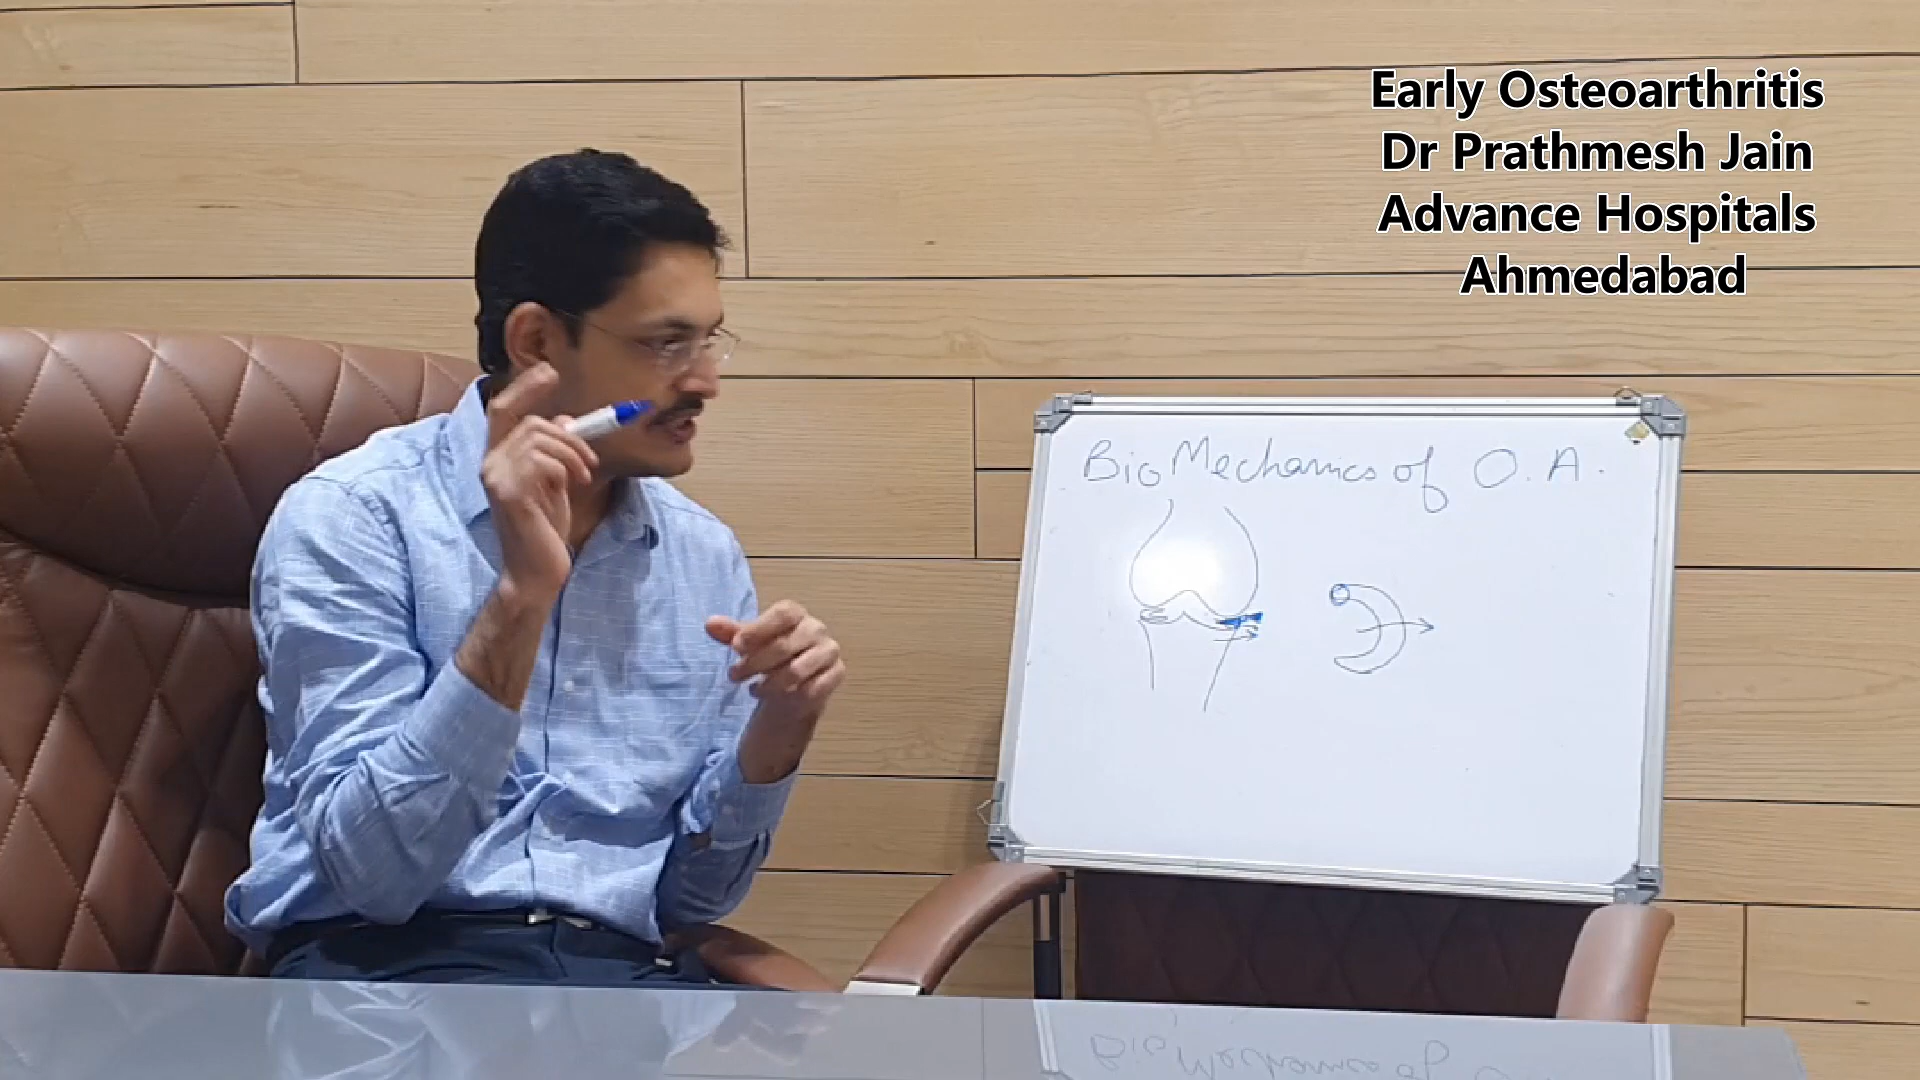 Early Osteoarthritis
Dr Prathmesh Jain
Advance Hospitals
Ahmedabad
BioMechanics of O.A.